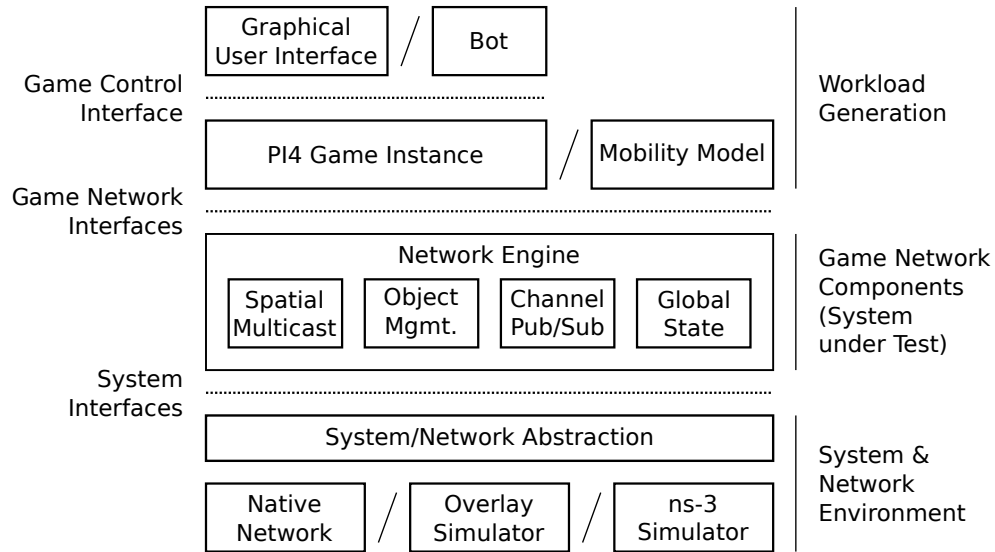 Graphical
User Interface
Bot
Game Control
Interface
Workload
Generation
PI4 Game Instance
Mobility Model
Game Network
Interfaces
Network Engine
Spatial
Multicast
Object
Mgmt.
Channel
Pub/Sub
Global
State
Game Network
Components
(System
under Test)
System
Interfaces
System/Network Abstraction
Native
Network
Overlay
Simulator
ns-3
Simulator
System &
Network
Environment